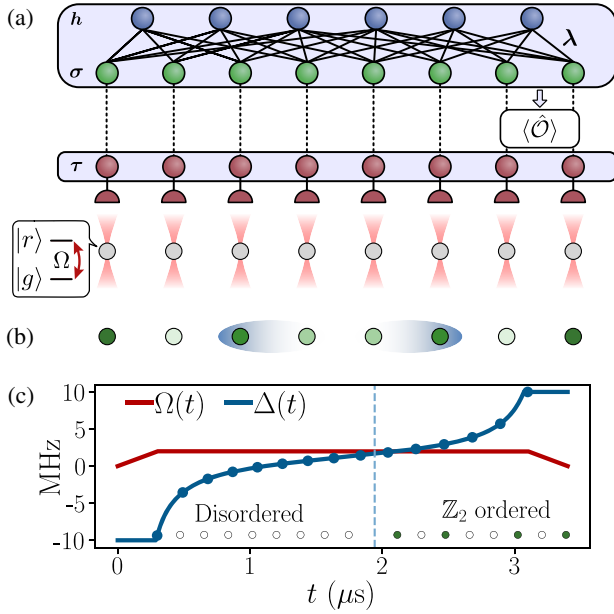 (a)
h
λ
σ
⟨Ô⟩
τ
|r⟩
Ω
|g⟩
(b)
(c)
10
Ω(t) Δ(t)
5
MHz
0
-5
Disordered ℤ₂ ordered
-10
0 1 2 3
t (μs)